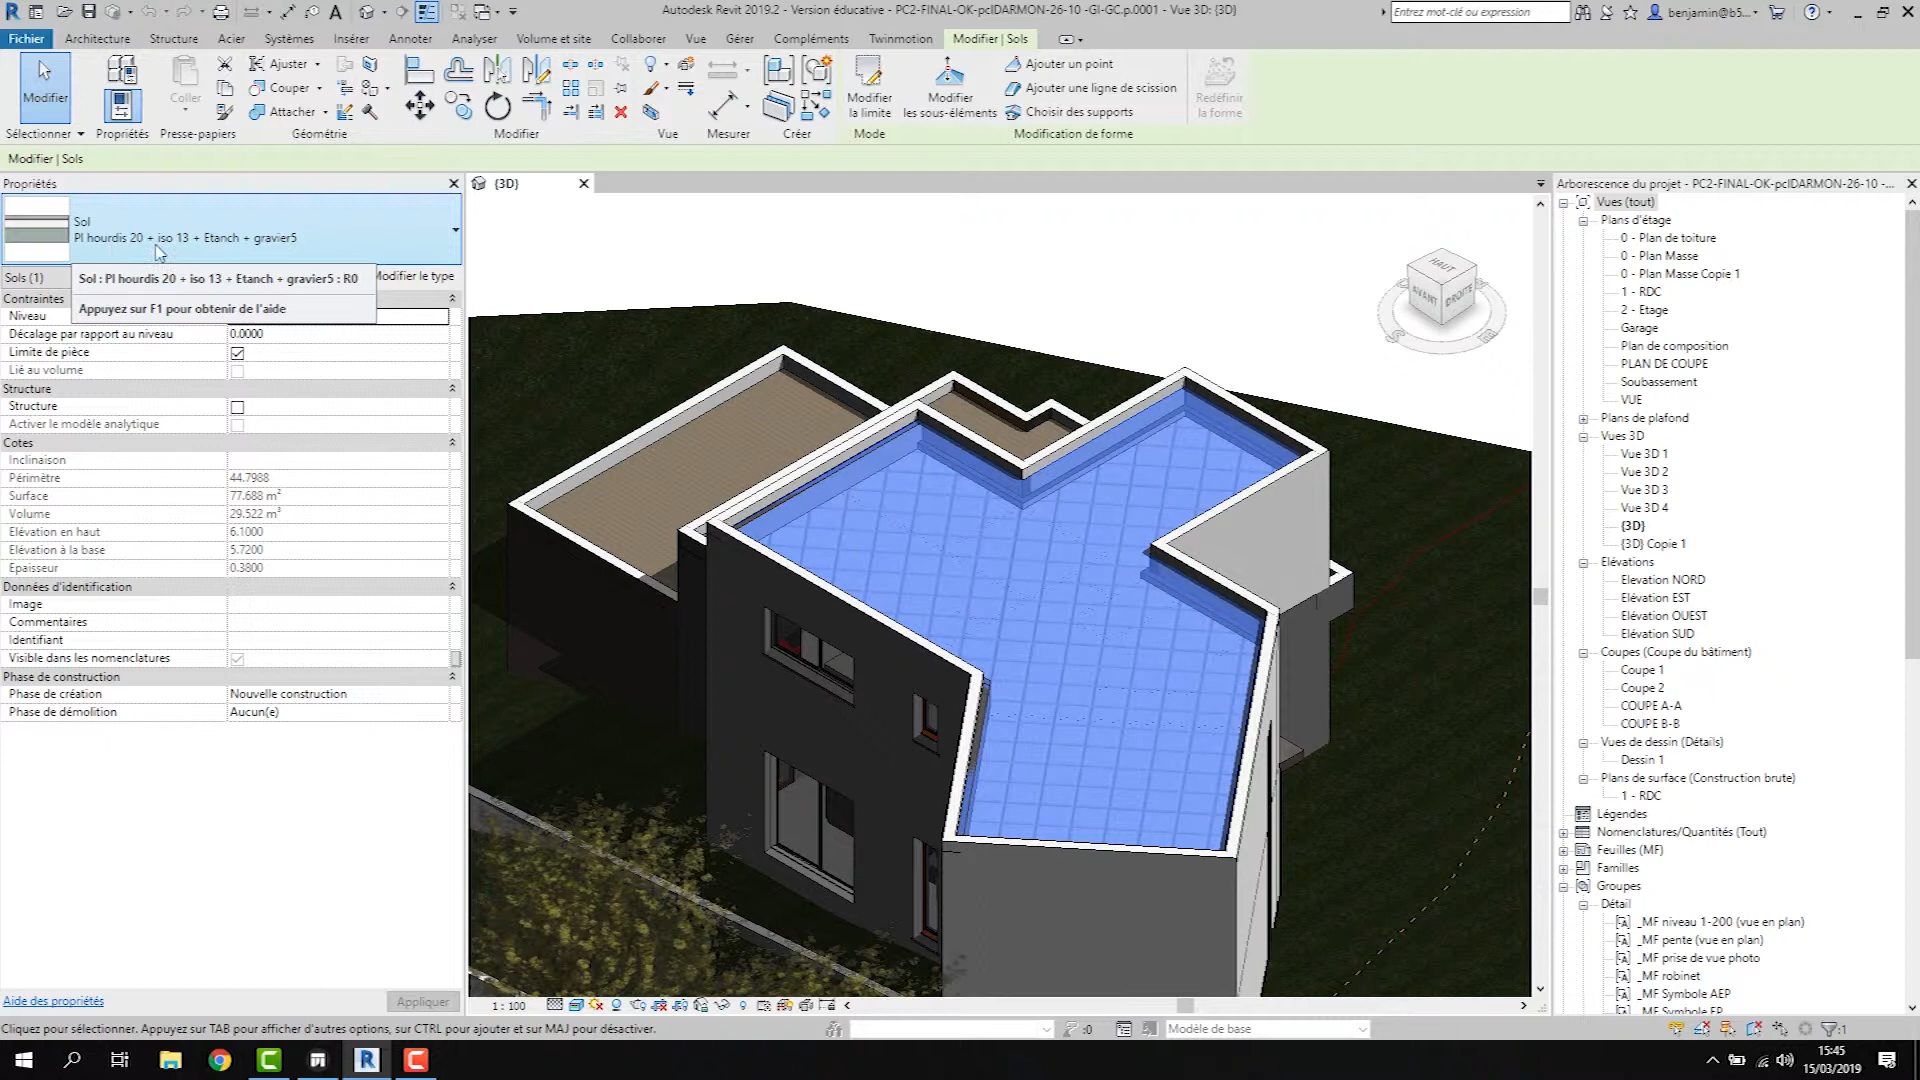 Autodesk Revit 2019.2 - Version éducative - PC2-FINAL-OK-pcIDARMON-26-10 -GI-GC.p.0001 - Vue 3D: {3D}
Entrez mot-clé ou expression
benjamin@b5...
Fichier Architecture Structure Acier Systèmes Insérer Annoter Analyser Volume et site Collaborer Vue Gérer Compléments Twinmotion Modifier | Sols
Modifier
Coller
Ajuster
Couper
Attacher
Modifier la limite
Modifier les sous-éléments
Ajouter un point
Ajouter une ligne de scission
Choisir des supports
Redéfinir la forme
Sélectionner Propriétés Presse-papiers Géométrie Modifier Vue Mesurer Créer Mode Modification de forme
Modifier | Sols
Propriétés
Sol
Pl hourdis 20 + iso 13 + Etanch + gravier5
Sols (1)
Modifier le type
Sol : Pl hourdis 20 + iso 13 + Etanch + gravier5 : R0
Appuyez sur F1 pour obtenir de l'aide
Contraintes
Niveau
Décalage par rapport au niveau 0.0000
Limite de pièce
Lié au volume
Structure
Structure
Activer le modèle analytique
Cotes
Inclinaison
Périmètre 44.7988
Surface 77.688 m²
Volume 29.522 m³
Elévation en haut 6.1000
Elévation à la base 5.7200
Epaisseur 0.3800
Données d'identification
Image
Commentaires
Identifiant
Visible dans les nomenclatures
Phase de construction
Phase de création Nouvelle construction
Phase de démolition Aucun(e)
Aide des propriétés
Appliquer
{3D}
HAUT
AVANT
DROITE
1 : 100
Arborescence du projet - PC2-FINAL-OK-pcIDARMON-26-10 -...
Vues (tout)
Plans d'étage
0 - Plan de toiture
0 - Plan Masse
0 - Plan Masse Copie 1
1 - RDC
2 - Etage
Garage
Plan de composition
PLAN DE COUPE
Soubassement
VUE
Plans de plafond
Vues 3D
Vue 3D 1
Vue 3D 2
Vue 3D 3
Vue 3D 4
{3D}
{3D} Copie 1
Elévations
Elevation NORD
Elévation EST
Elévation OUEST
Elévation SUD
Coupes (Coupe du bâtiment)
Coupe 1
Coupe 2
COUPE A-A
COUPE B-B
Vues de dessin (Détails)
Dessin 1
Plans de surface (Construction brute)
1 - RDC
Légendes
Nomenclatures/Quantités (Tout)
Feuilles (MF)
Familles
Groupes
Détail
_MF niveau 1-200 (vue en plan)
_MF pente (vue en plan)
_MF prise de vue photo
_MF robinet
_MF Symbole AEP
_MF Symbole EP
Cliquez pour sélectionner. Appuyez sur TAB pour afficher d'autres options, sur CTRL pour ajouter et sur MAJ pour désactiver.
:0
Modèle de base
:1
15:45
15/03/2019